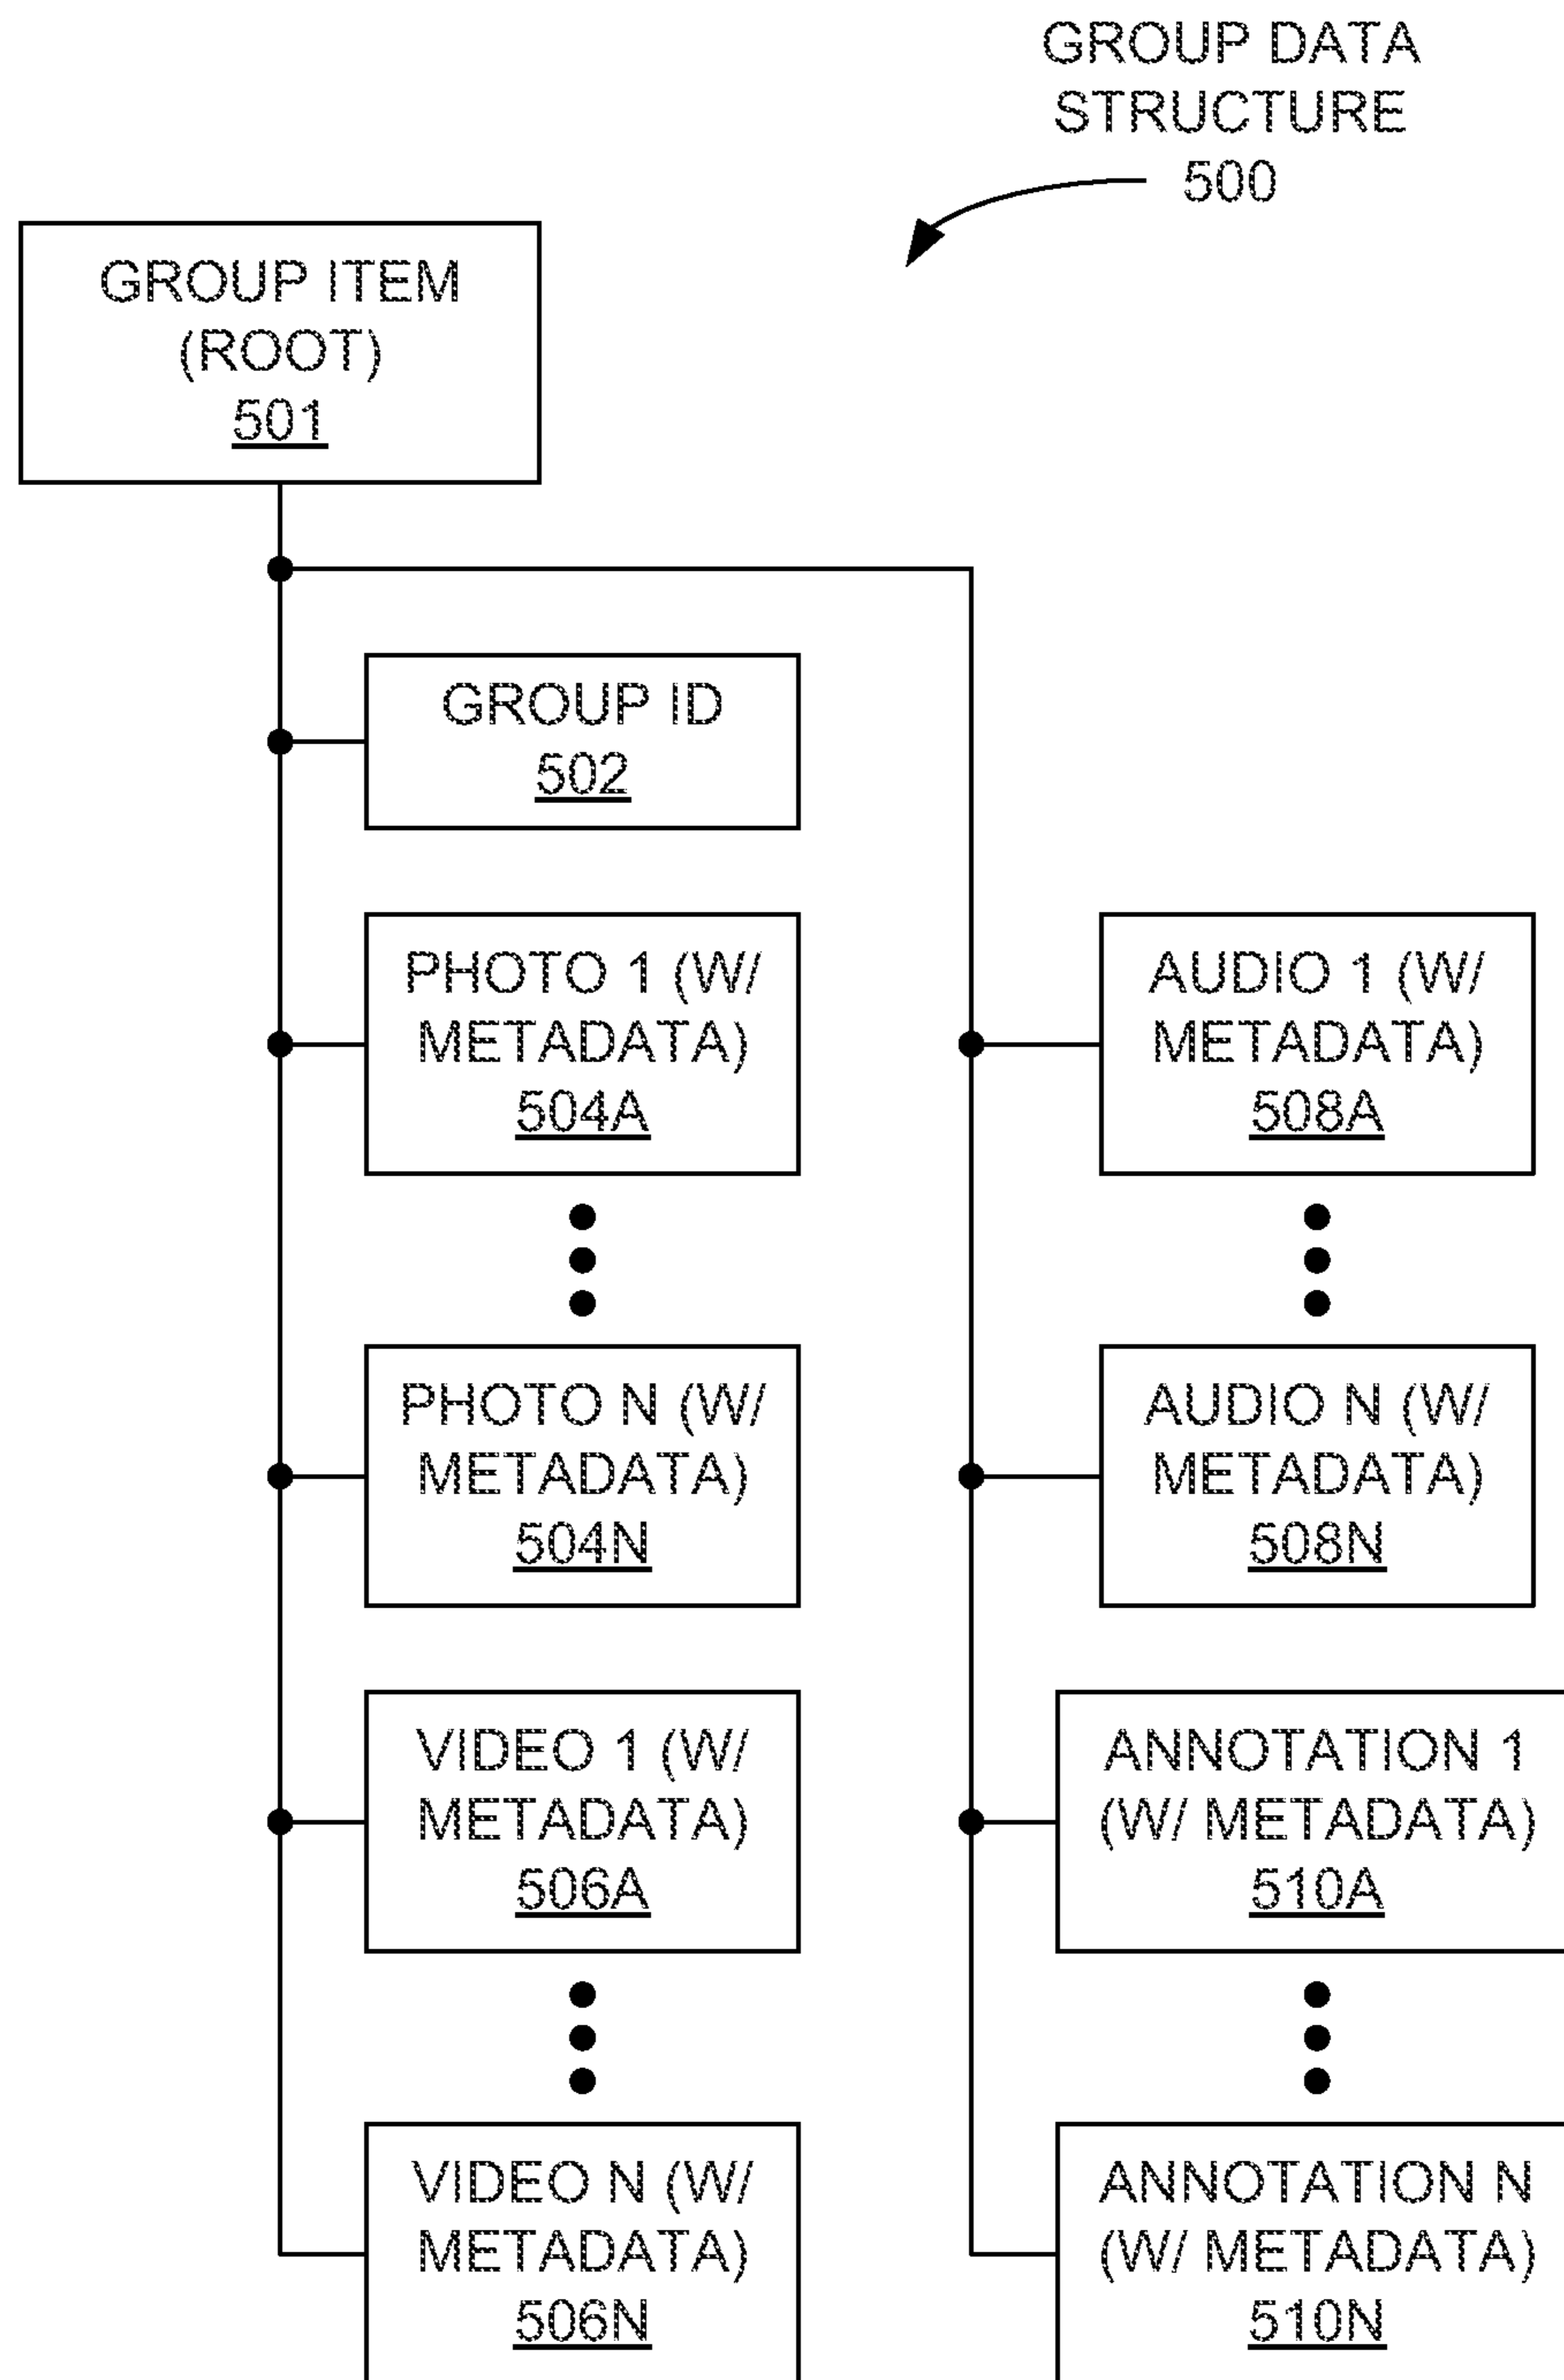 GROUP DATA
STRUCTURE
500
GROUP ITEM
(ROOT)
501
GROUP ID
502
PHOTO 1 (W/
METADATA)
504A
PHOTO N (W/
METADATA)
504N
VIDEO 1 (W/
METADATA)
506A
VIDEO N (W/
METADATA)
506N
AUDIO 1 (W/
METADATA)
508A
AUDIO N (W/
METADATA)
508N
ANNOTATION 1
(W/ METADATA)
510A
ANNOTATION N
(W/ METADATA)
510N